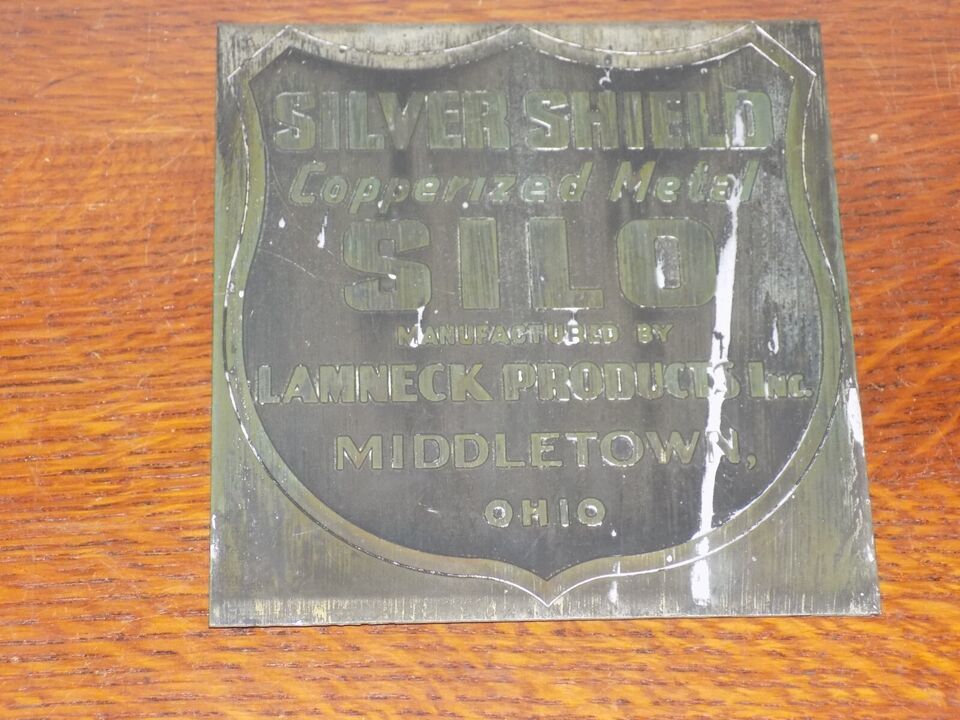 SILVER SHIELD
Copperized Metal
SILO
MANUFACTURED BY
LAMNECK PRODUCTS INC.
MIDDLETOWN,
OHIO